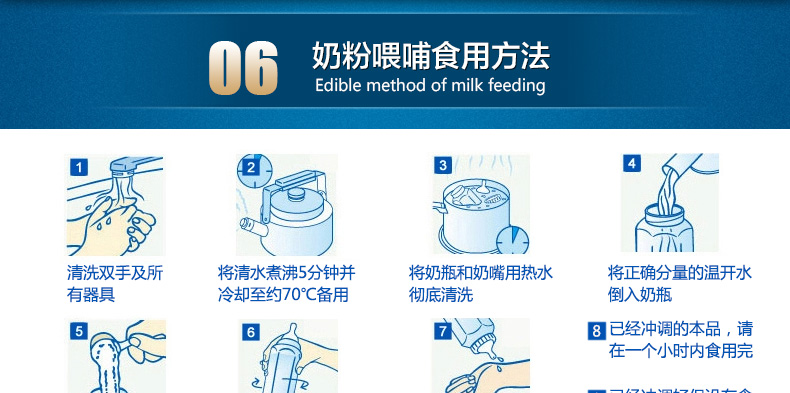 06
奶粉喂哺食用方法
Edible method of milk feeding
1
2
3
4
清洗双手及所
有器具
将清水煮沸5分钟并
冷却至约70℃备用
将奶瓶和奶嘴用热水
彻底清洗
将正确分量的温开水
倒入奶瓶
5
6
7
8 已经冲调的本品，请
在一个小时内食用完